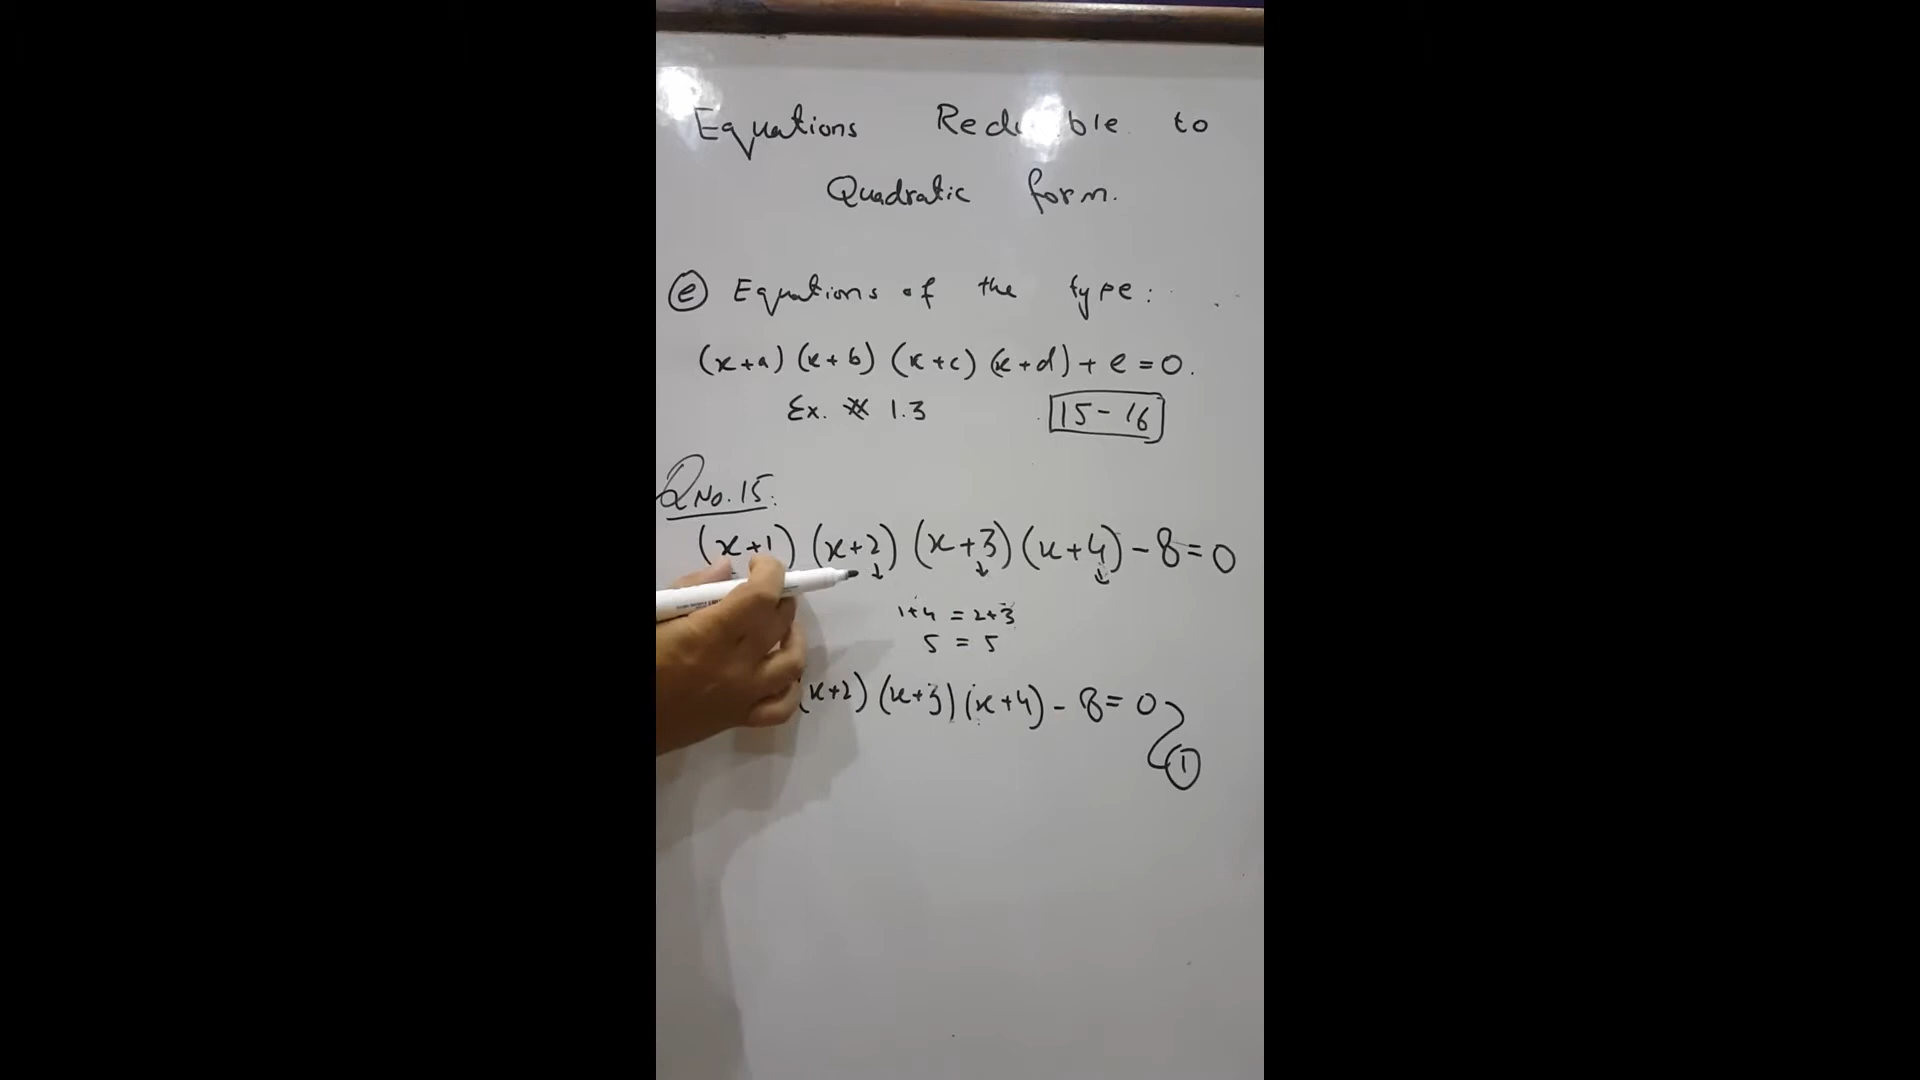 Equations Reducible to
Quadratic form.
ⓔ Equations of the type:
(x+a)(x+b)(x+c)(x+d)+e=0.
Ex. # 1.3 15-16
QNo.15.
(x+1)(x+2)(x+3)(x+4)-8=0
1+4=2+3
5=5
(x+2)(x+3)(x+4)-8=0
①